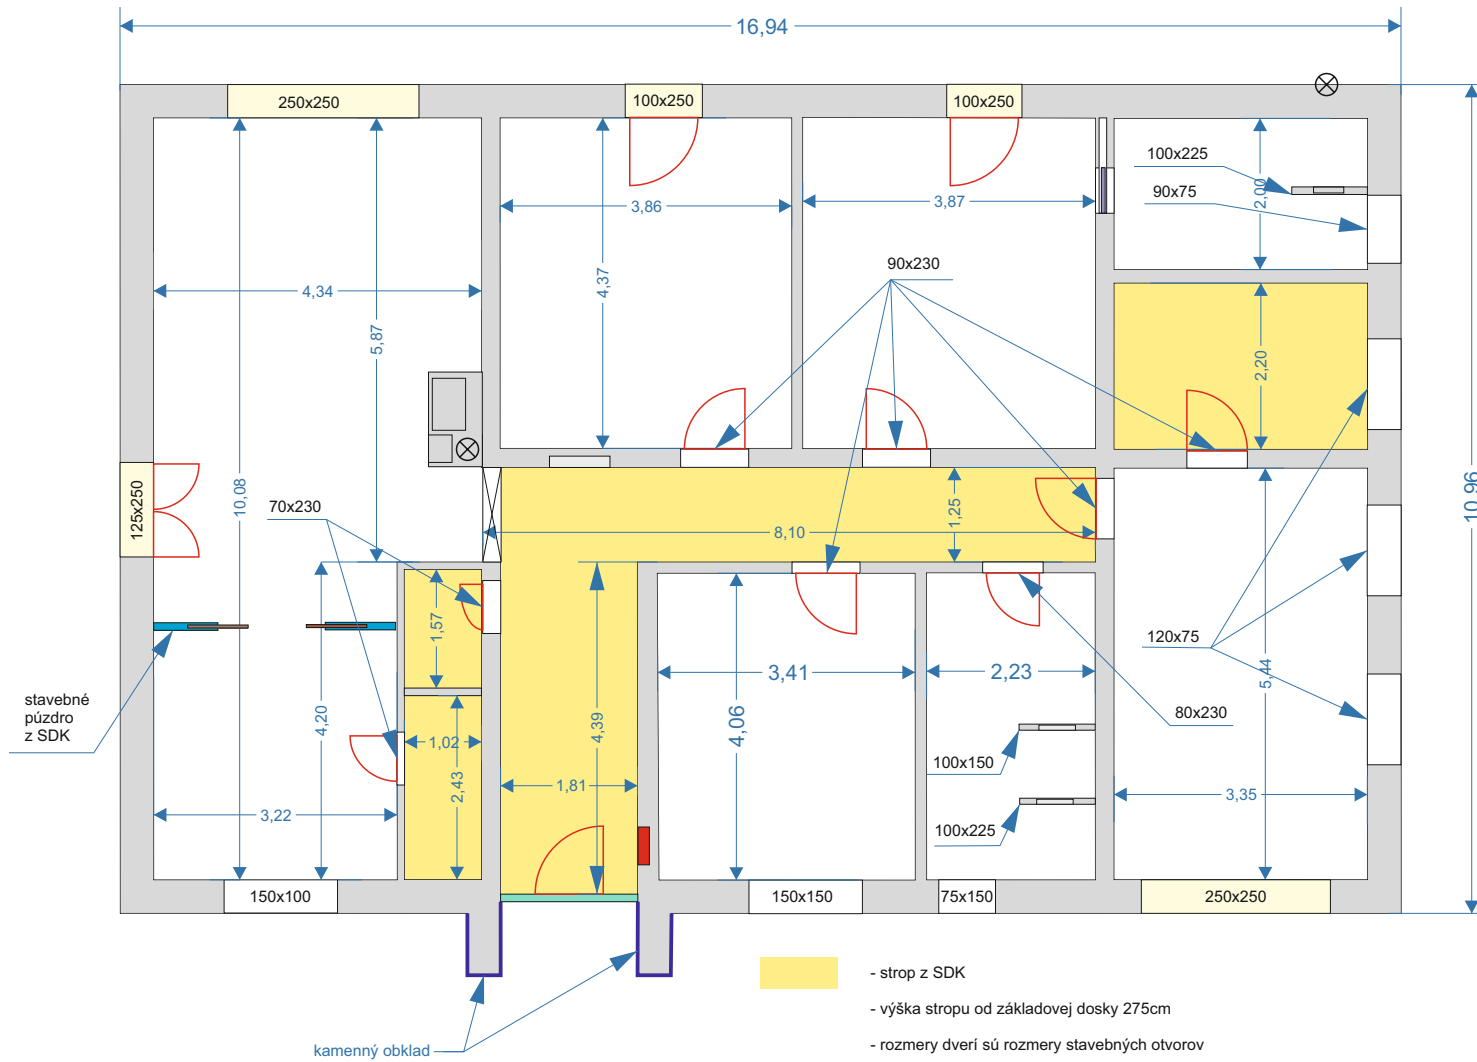 16,94
250x250
100x250
100x250
100x225
90x75
2,00
3,86
3,87
90x230
4,34
4,37
5,87
2,20
125x250
10,08
70x230
8,10
1,25
1,57
120x75
5,44
10,96
3,41
2,23
stavebné
púzdro
z SDK
4,20
4,06
4,39
80x230
1,02
2,43
100x150
1,81
3,35
3,22
100x225
150x100
150x150
75x150
250x250
- strop z SDK
- výška stropu od základovej dosky 275cm
- rozmery dverí sú rozmery stavebných otvorov
kamenný obklad